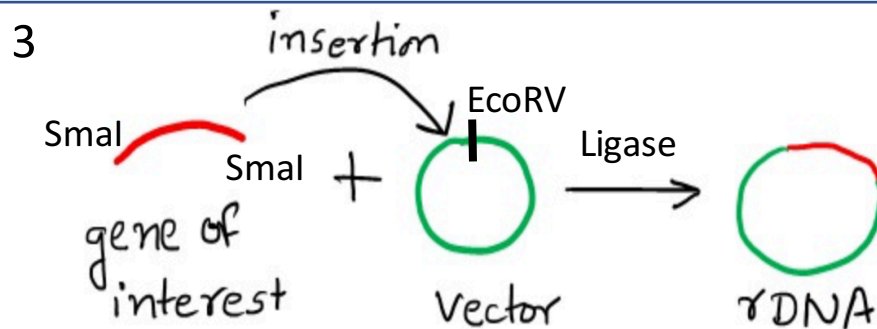 3
insertion
EcoRV
SmaI
SmaI
+
Ligase
gene of
interest
Vector
rDNA